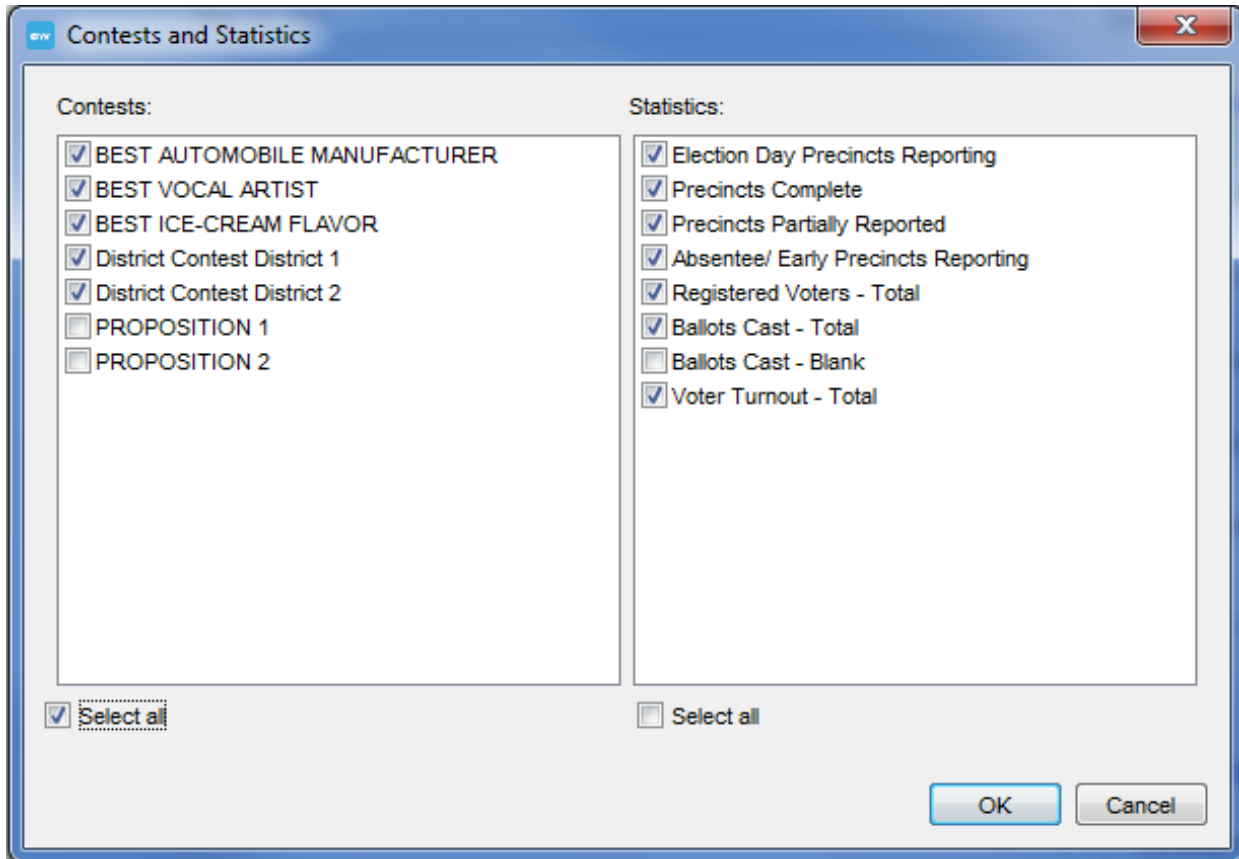 Contests and Statistics
Contests:
BEST AUTOMOBILE MANUFACTURER
BEST VOCAL ARTIST
BEST ICE-CREAM FLAVOR
District Contest District 1
District Contest District 2
PROPOSITION 1
PROPOSITION 2
Select all
Statistics:
Election Day Precincts Reporting
Precincts Complete
Precincts Partially Reported
Absentee/ Early Precincts Reporting
Registered Voters - Total
Ballots Cast - Total
Ballots Cast - Blank
Voter Turnout - Total
Select all
OK
Cancel